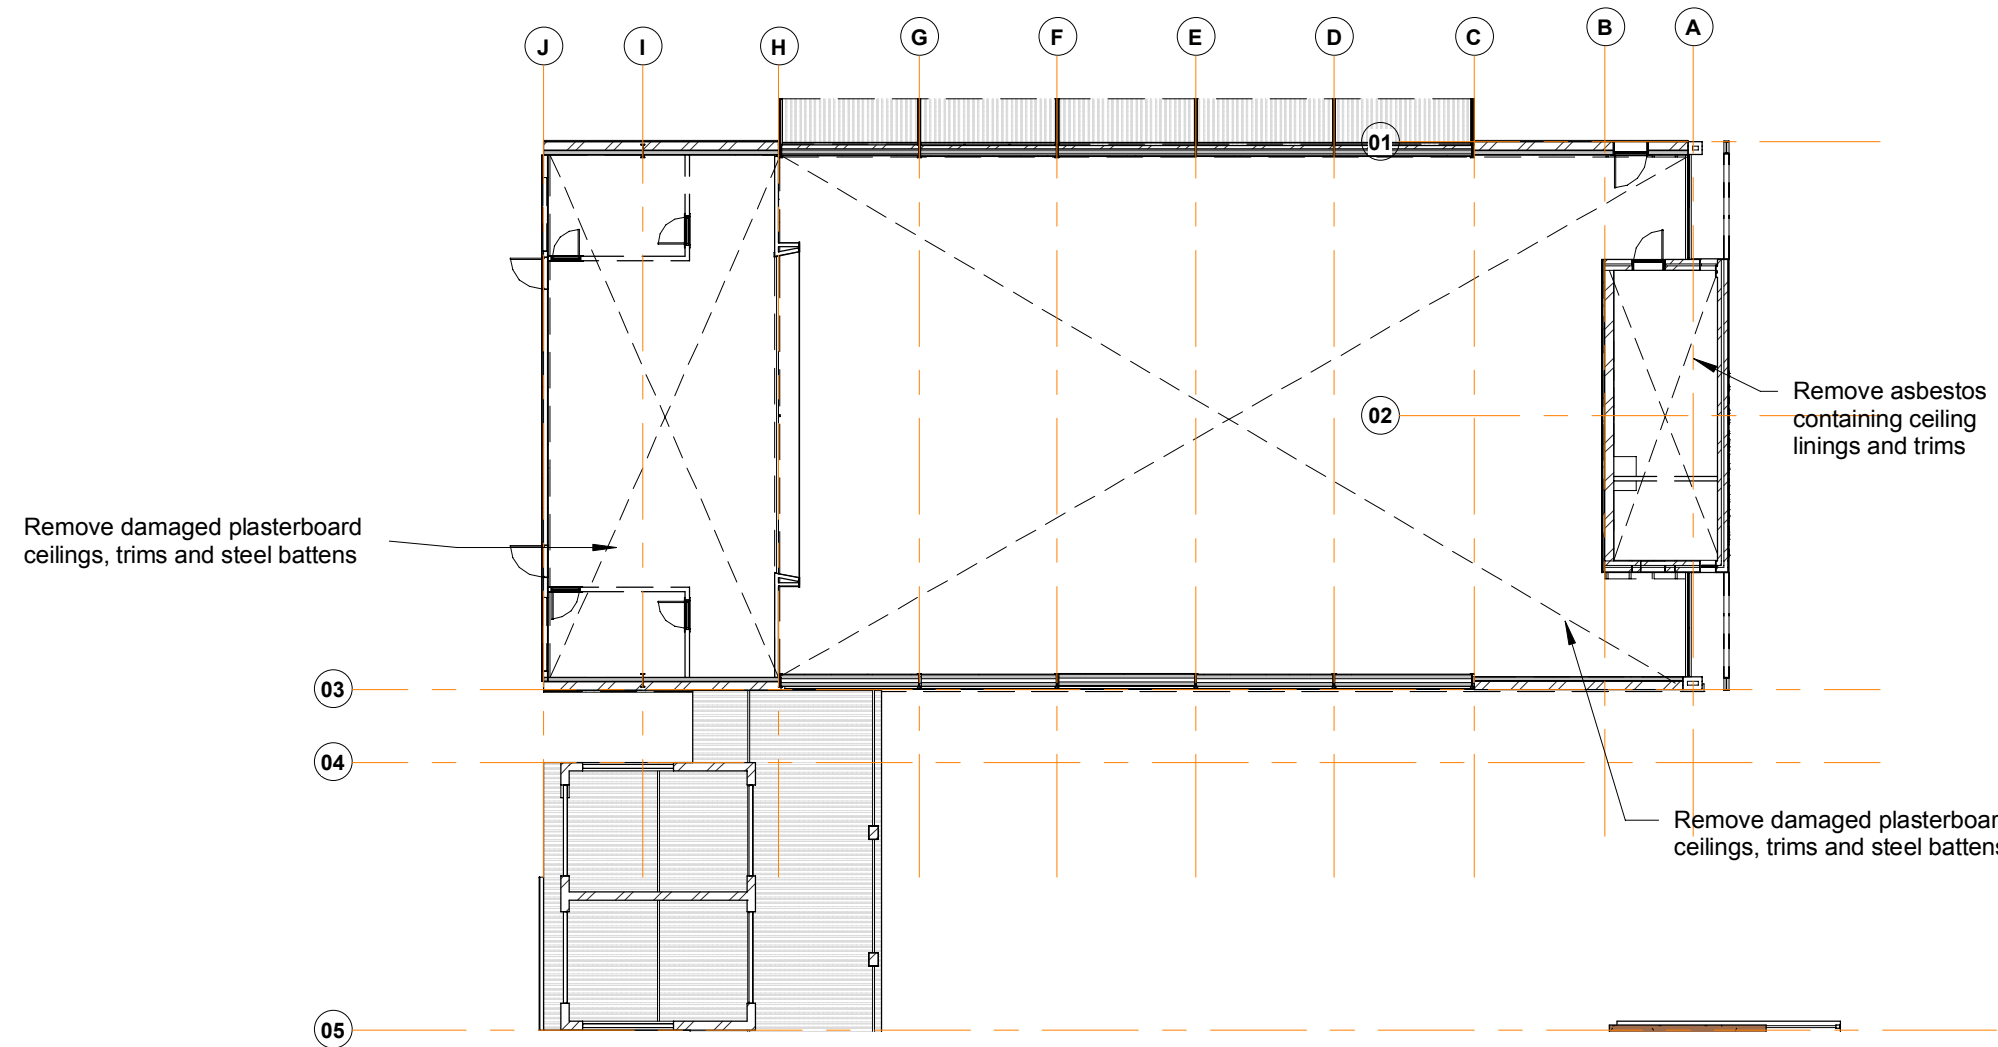 J
I
H
G
F
E
D
C
B
A
01
Remove asbestos
containing ceiling
linings and trims
02
Remove damaged plasterboard
ceilings, trims and steel battens
03
04
Remove damaged plasterboar
ceilings, trims and steel battens
05